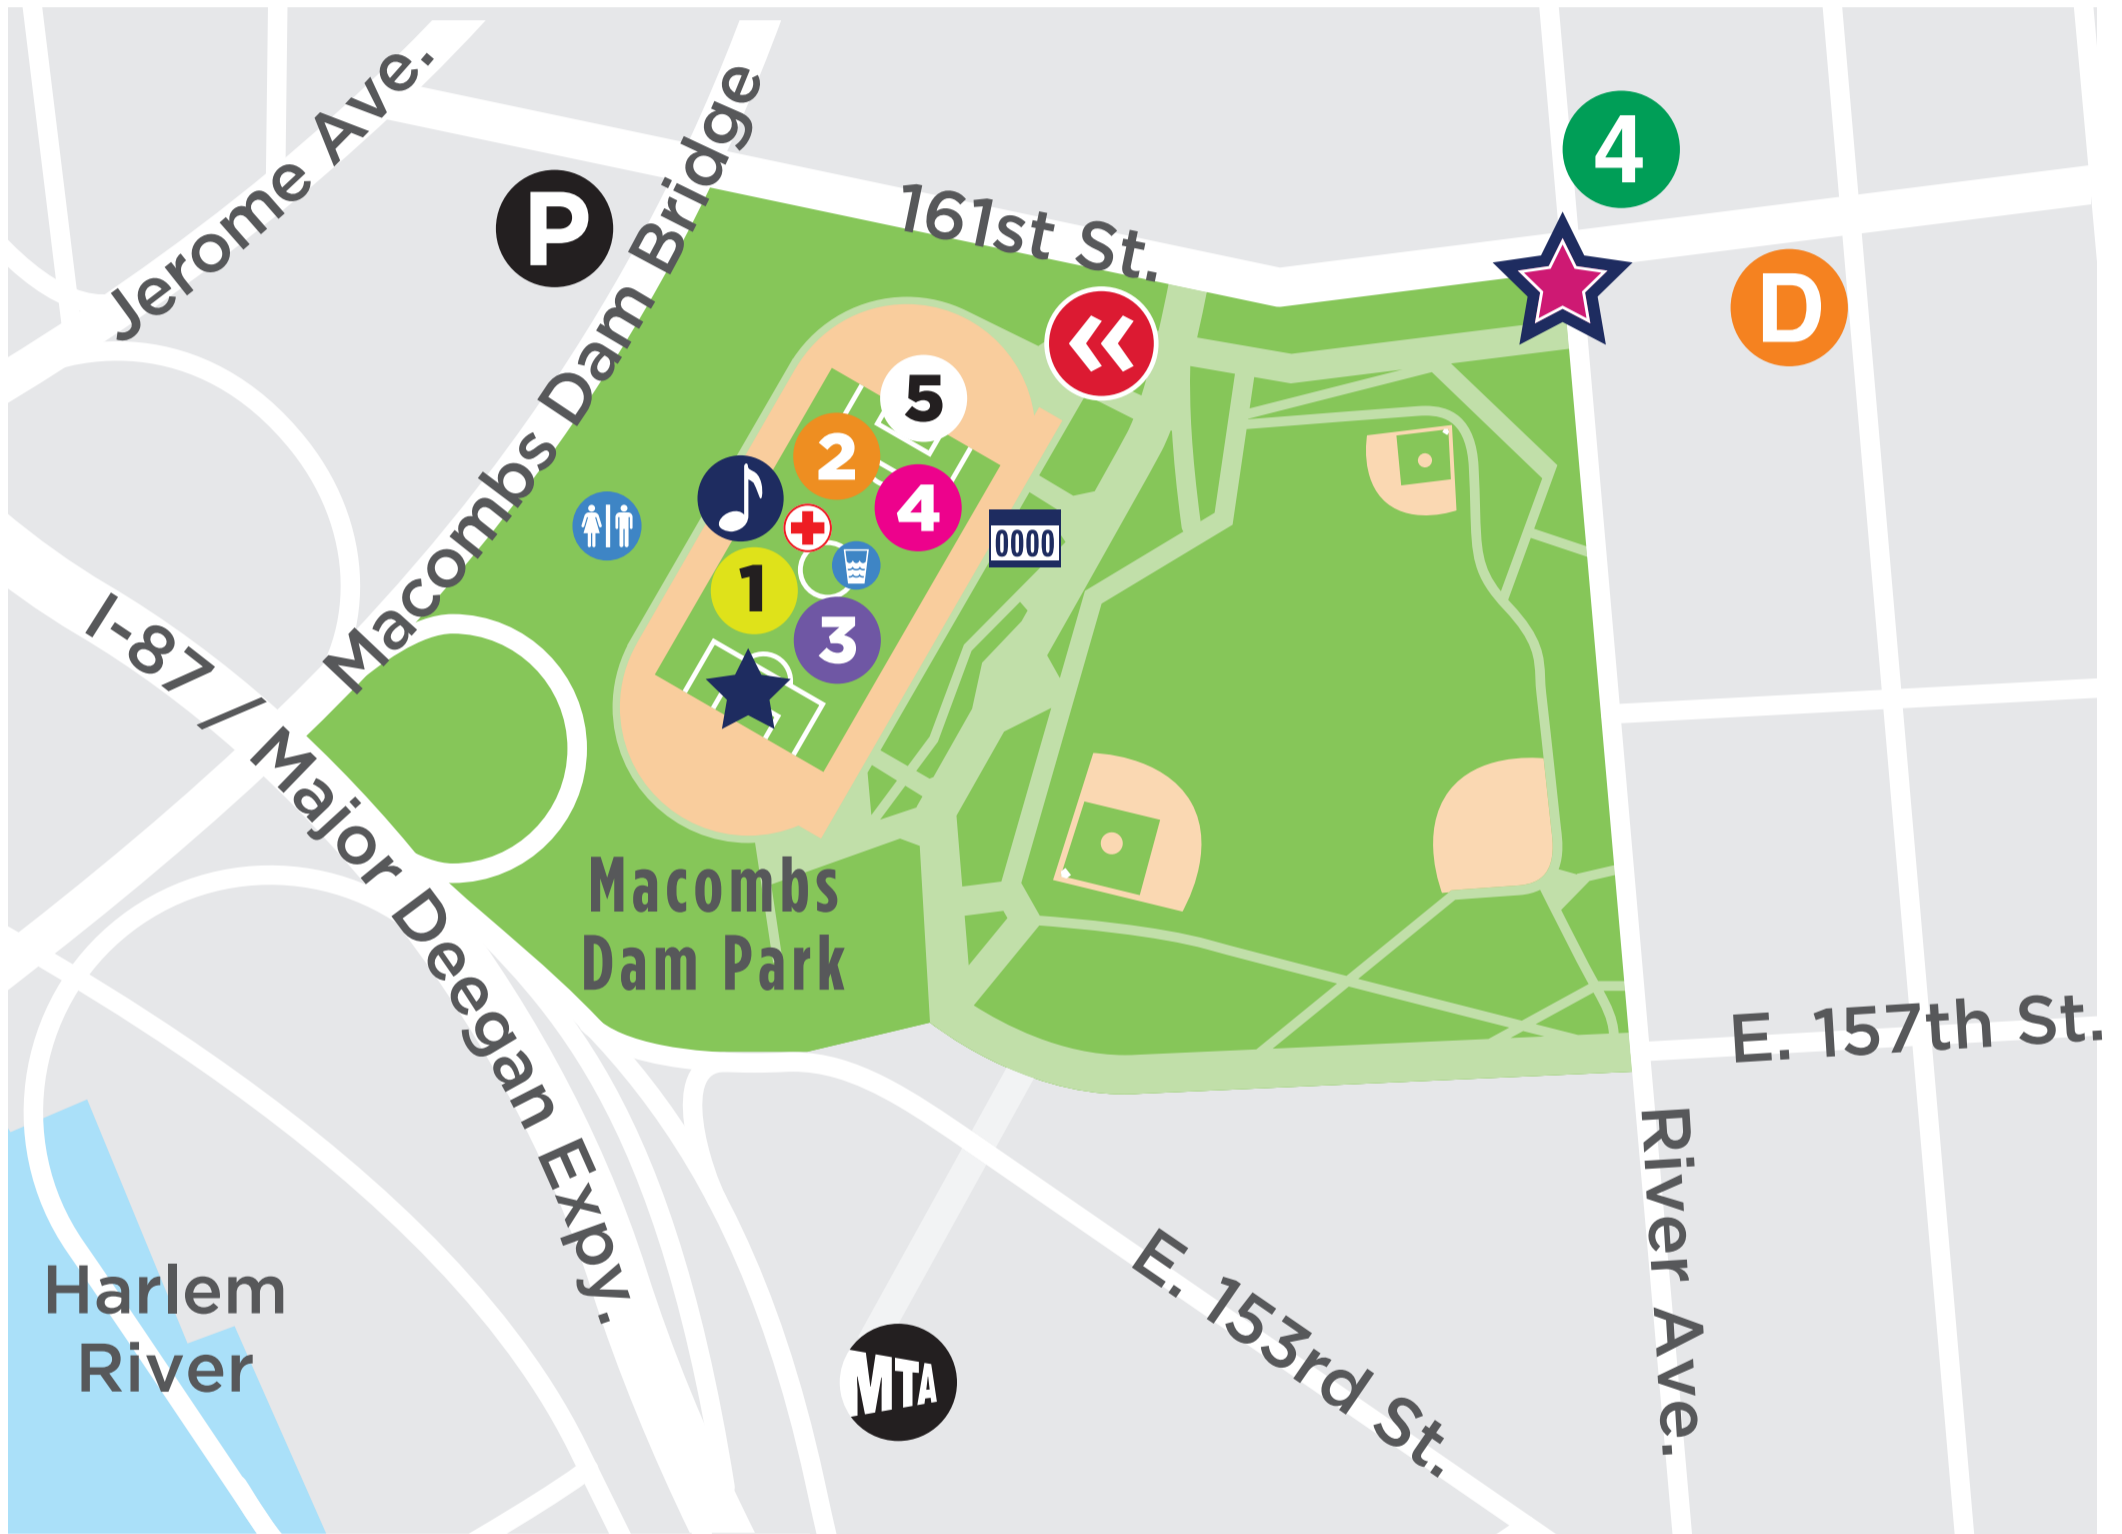 Jerome Ave.
Macombs Dam Bridge
161st St.
P
4
D
5
2
4
0000
1
3
I-87 / Major Deegan Expy.
Macombs
Dam Park
E. 157th St.
River Ave.
E. 153rd St.
Harlem
River
MTA